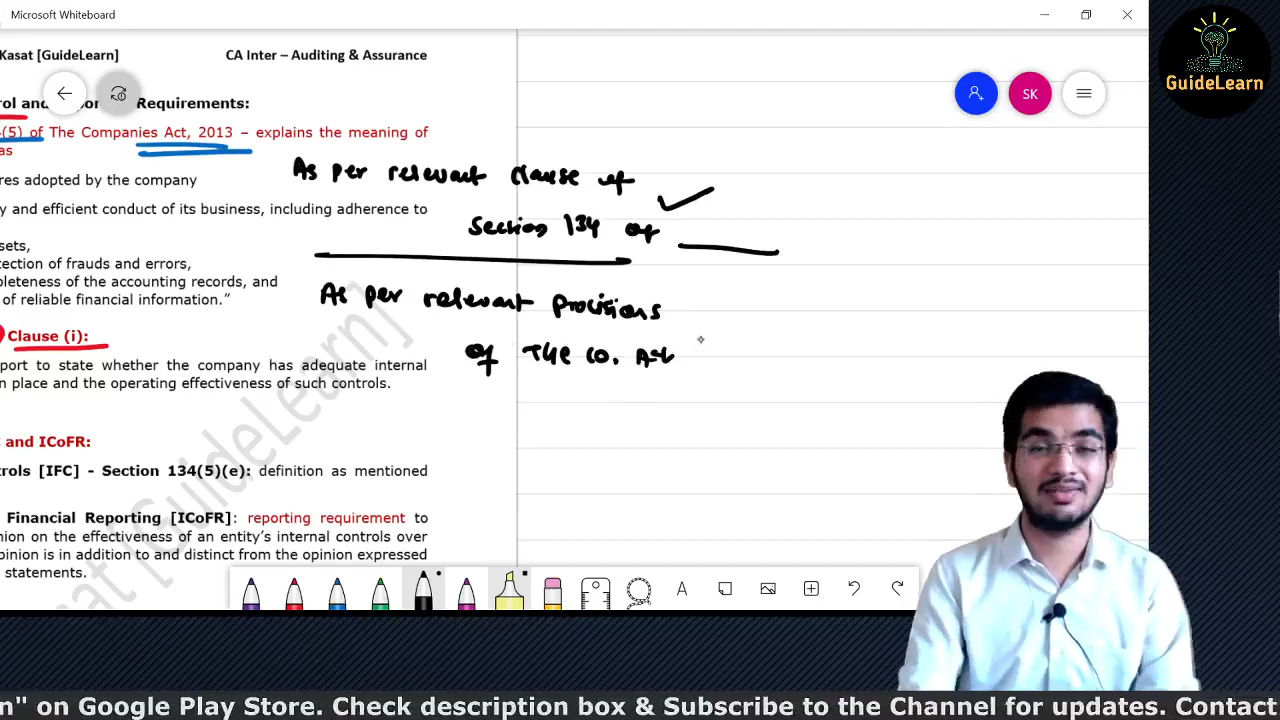 Microsoft Whiteboard
Kasat [GuideLearn] CA Inter – Auditing & Assurance
GuideLearn
SK
Requirements:
(5) of The Companies Act, 2013 – explains the meaning of
as
As per relevant clause of
res adopted by the company
y and efficient conduct of its business, including adherence to
Section 134 of
sets,
tection of frauds and errors,
pleteness of the accounting records, and
of reliable financial information.”
As per relevant provisions
of The Co. Act
Clause (i):
port to state whether the company has adequate internal
n place and the operating effectiveness of such controls.
and ICoFR:
trols [IFC] - Section 134(5)(e): definition as mentioned
Financial Reporting [ICoFR]: reporting requirement to
nion on the effectiveness of an entity’s internal controls over
pinion is in addition to and distinct from the opinion expressed
statements.
Kasat [GuideLearn]
n" on Google Play Store. Check description box & Subscribe to the Channel for updates. Contact